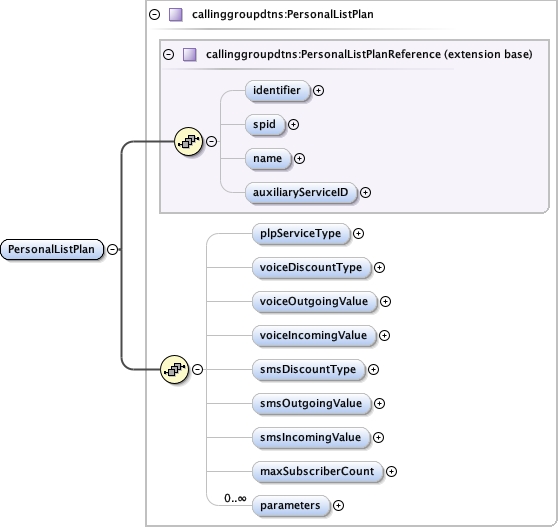 callinggroupdtns:PersonalListPlan
callinggroupdtns:PersonalListPlanReference (extension base)
identifier
spid
name
auxiliaryServiceID
PersonalListPlan
plpServiceType
voiceDiscountType
voiceOutgoingValue
voiceIncomingValue
smsDiscountType
smsOutgoingValue
smsIncomingValue
maxSubscriberCount
0..∞ parameters